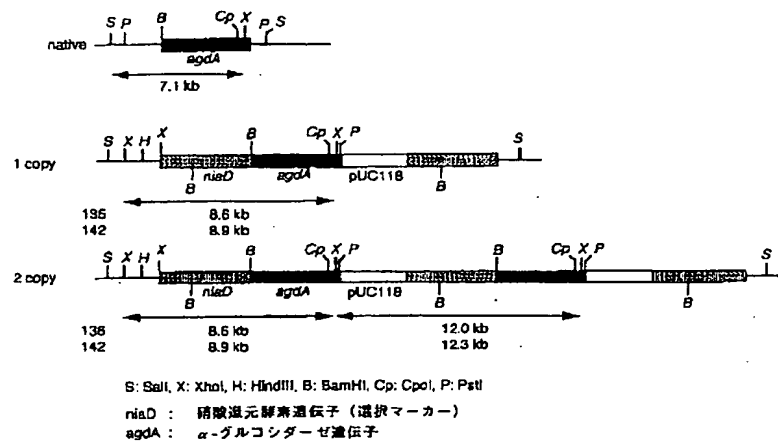 S P B Cp X P S
native
agdA
7.1 kb
S X H X B Cp X P S
1 copy
niaD agdA pUC118
B B
135 8.6 kb
142 8.9 kb
S X H X B Cp X P B Cp X P S
2 copy
niaD agdA pUC118
B B B
136 8.6 kb 12.0 kb
142 8.9 kb 12.3 kb
S: SalI, X: XhoI, H: HindIII, B: BamHI, Cp: CpoI, P: PstI
niaD : 硝酸還元酵素遺伝子（選択マーカー）
agdA : α-グルコシダーゼ遺伝子